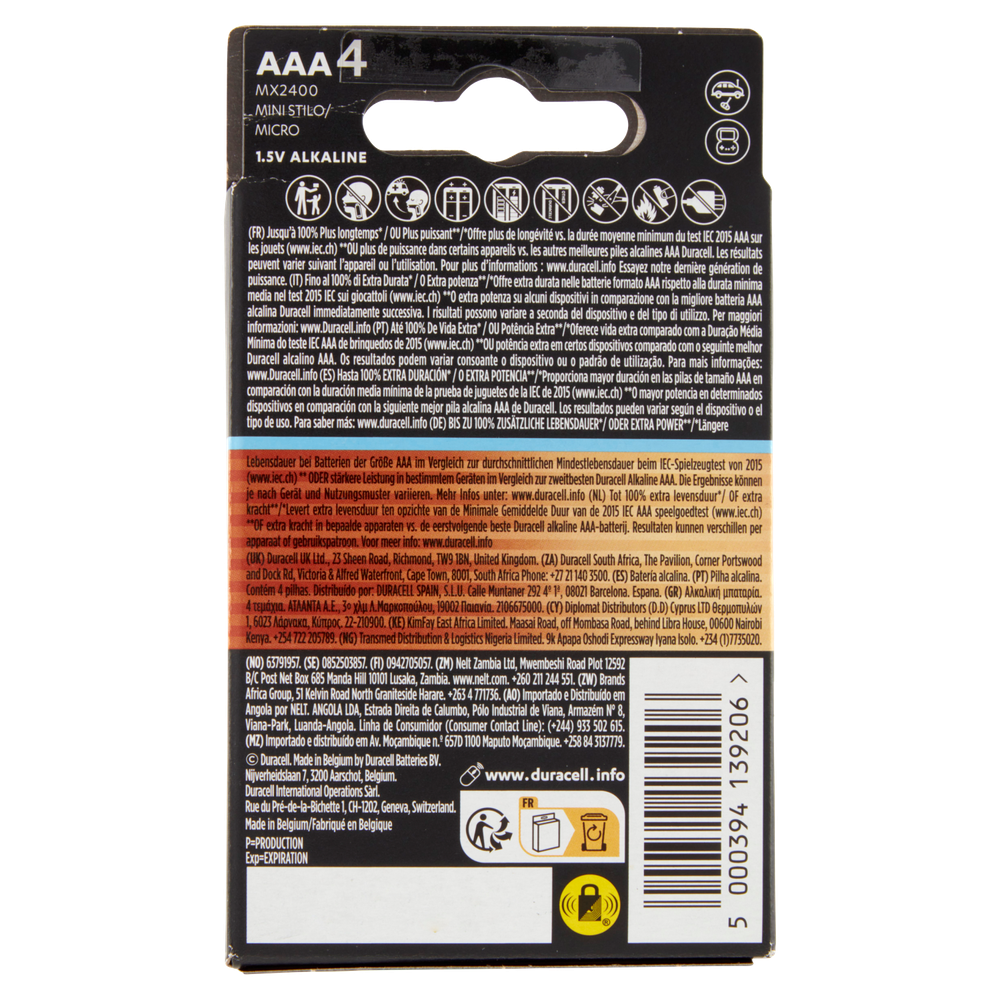 AAA4
MX2400
MINI STILO/
MICRO
1.5V ALKALINE
(FR) Jusqu'à 100% Plus longtemps* / OU Plus puissant**/*Offre plus de longévité vs. la durée moyenne minimum du test IEC 2015 AAA sur
les jouets (www.iec.ch) **OU plus de puissance dans certains appareils vs. les autres meilleures piles alcalines AAA Duracell. Les résultats
peuvent varier suivant l'appareil ou l'utilisation. Pour plus d'informations : www.duracell.info Essayez notre dernière génération de
puissance. (IT) Fino al 100% di Extra Durata* / O Extra potenza**/*Offre extra durata nelle batterie formato AAA rispetto alla durata minima
media nel test 2015 IEC sui giocattoli (www.iec.ch) **O extra potenza su alcuni dispositivi in comparazione con la migliore batteria AAA
alcalina Duracell immediatamente successiva. I risultati possono variare a seconda del dispositivo e del tipo di utilizzo. Per maggiori
informazioni: www.Duracell.info (PT) Até 100% De Vida Extra* / OU Potência Extra**/*Oferece vida extra comparado com a Duração Média
Mínima do teste IEC AAA de brinquedos de 2015 (www.iec.ch) **OU potência extra em certos dispositivos comparado com o seguinte melhor
Duracell alcalino AAA. Os resultados podem variar consoante o dispositivo ou o padrão de utilização. Para mais informações:
www.Duracell.info (ES) Hasta 100% EXTRA DURACIÓN* / O EXTRA POTENCIA**/*Proporciona mayor duración en las pilas de tamaño AAA en
comparación con la duración media mínima de la prueba de juguetes de la IEC de 2015 (www.iec.ch) **O mayor potencia en determinados
dispositivos en comparación con la siguiente mejor pila alcalina AAA de Duracell. Los resultados pueden variar según el dispositivo o el
tipo de uso. Para saber más: www.duracell.info (DE) BIS ZU 100% ZUSÄTZLICHE LEBENSDAUER*/ ODER EXTRA POWER**/*Längere
Lebensdauer bei Batterien der Größe AAA im Vergleich zur durchschnittlichen Mindestlebensdauer beim IEC-Spielzeugtest von 2015
(www.iec.ch) ** ODER stärkere Leistung in bestimmtem Geräten im Vergleich zur zweitbesten Duracell Alkaline AAA. Die Ergebnisse können
je nach Gerät und Nutzungsmuster variieren. Mehr Infos unter: www.duracell.info (NL) Tot 100% extra levensduur*/ OF extra
kracht**/*Levert extra levensduur ten opzichte van de Minimale Gemiddelde Duur van de 2015 IEC AAA speelgoedtest (www.iec.ch)
**OF extra kracht in bepaalde apparaten vs. de eerstvolgende beste Duracell alkaline AAA-batterij. Resultaten kunnen verschillen per
apparaat of gebruikspatroon. Voor meer info: www.duracell.info
(UK) Duracell UK Ltd., 23 Sheen Road, Richmond, TW9 1BN, United Kingdom. (ZA) Duracell South Africa, The Pavilion, Corner Portswood
and Dock Rd, Victoria & Alfred Waterfront, Cape Town, 8001, South Africa Phone: +27 21 140 3500. (ES) Batería alcalina. (PT) Pilha alcalina.
Contém 4 pilhas. Distribuído por: DURACELL SPAIN, S.L.U. Calle Muntaner 292 4º 1ª, 08021 Barcelona. Espana. (GR) Αλκαλική μπαταρία.
4 τεμάχια. ΑΤΛΑΝΤΑ Α.Ε., 3ο χλμ Λ.Μαρκοπούλου, 19002 Παιανία. 2106675000. (CY) Diplomat Distributors (D.D) Cyprus LTD Θερμοπυλών
1, 6023 Λάρνακα, Κύπρος. 22-210900. (KE) KimFay East Africa Limited. Maasai Road, off Mombasa Road, behind Libra House, 00600 Nairobi
Kenya. +254 722 205789. (NG) Transmed Distribution & Logistics Nigeria Limited. 9k Apapa Oshodi Expressway Iyana Isolo. +234 (1)7735020.
(NO) 63791957. (SE) 0852503857. (FI) 0942705057. (ZM) Nelt Zambia Ltd, Mwembeshi Road Plot 12592
B/C Post Net Box 685 Manda Hill 10101 Lusaka, Zambia. www.nelt.com. +260 211 244 551. (ZW) Brands
Africa Group, 51 Kelvin Road North Graniteside Harare. +263 4 771736. (AO) Importado e Distribuído em
Angola por NELT. ANGOLA LDA, Estrada Direita de Calumbo, Pólo Industrial de Viana, Armazém Nº 8,
Viana-Park, Luanda-Angola. Linha de Consumidor (Consumer Contact Line): (+244) 933 502 613.
(MZ) Importado e distribuído em Av. Moçambique n.º 657D 1100 Maputo Moçambique. +258 84 3137779.
© Duracell. Made in Belgium by Duracell Batteries BV.
Nijverheidslaan 7, 3200 Aarschot, Belgium.
Duracell International Operations Sàrl.
Rue du Pré-de-la-Bichette 1, CH-1202, Geneva, Switzerland.
Made in Belgium/Fabriqué en Belgique
P=PRODUCTION
Exp=EXPIRATION
www.duracell.info
FR
5 000394 139206 >